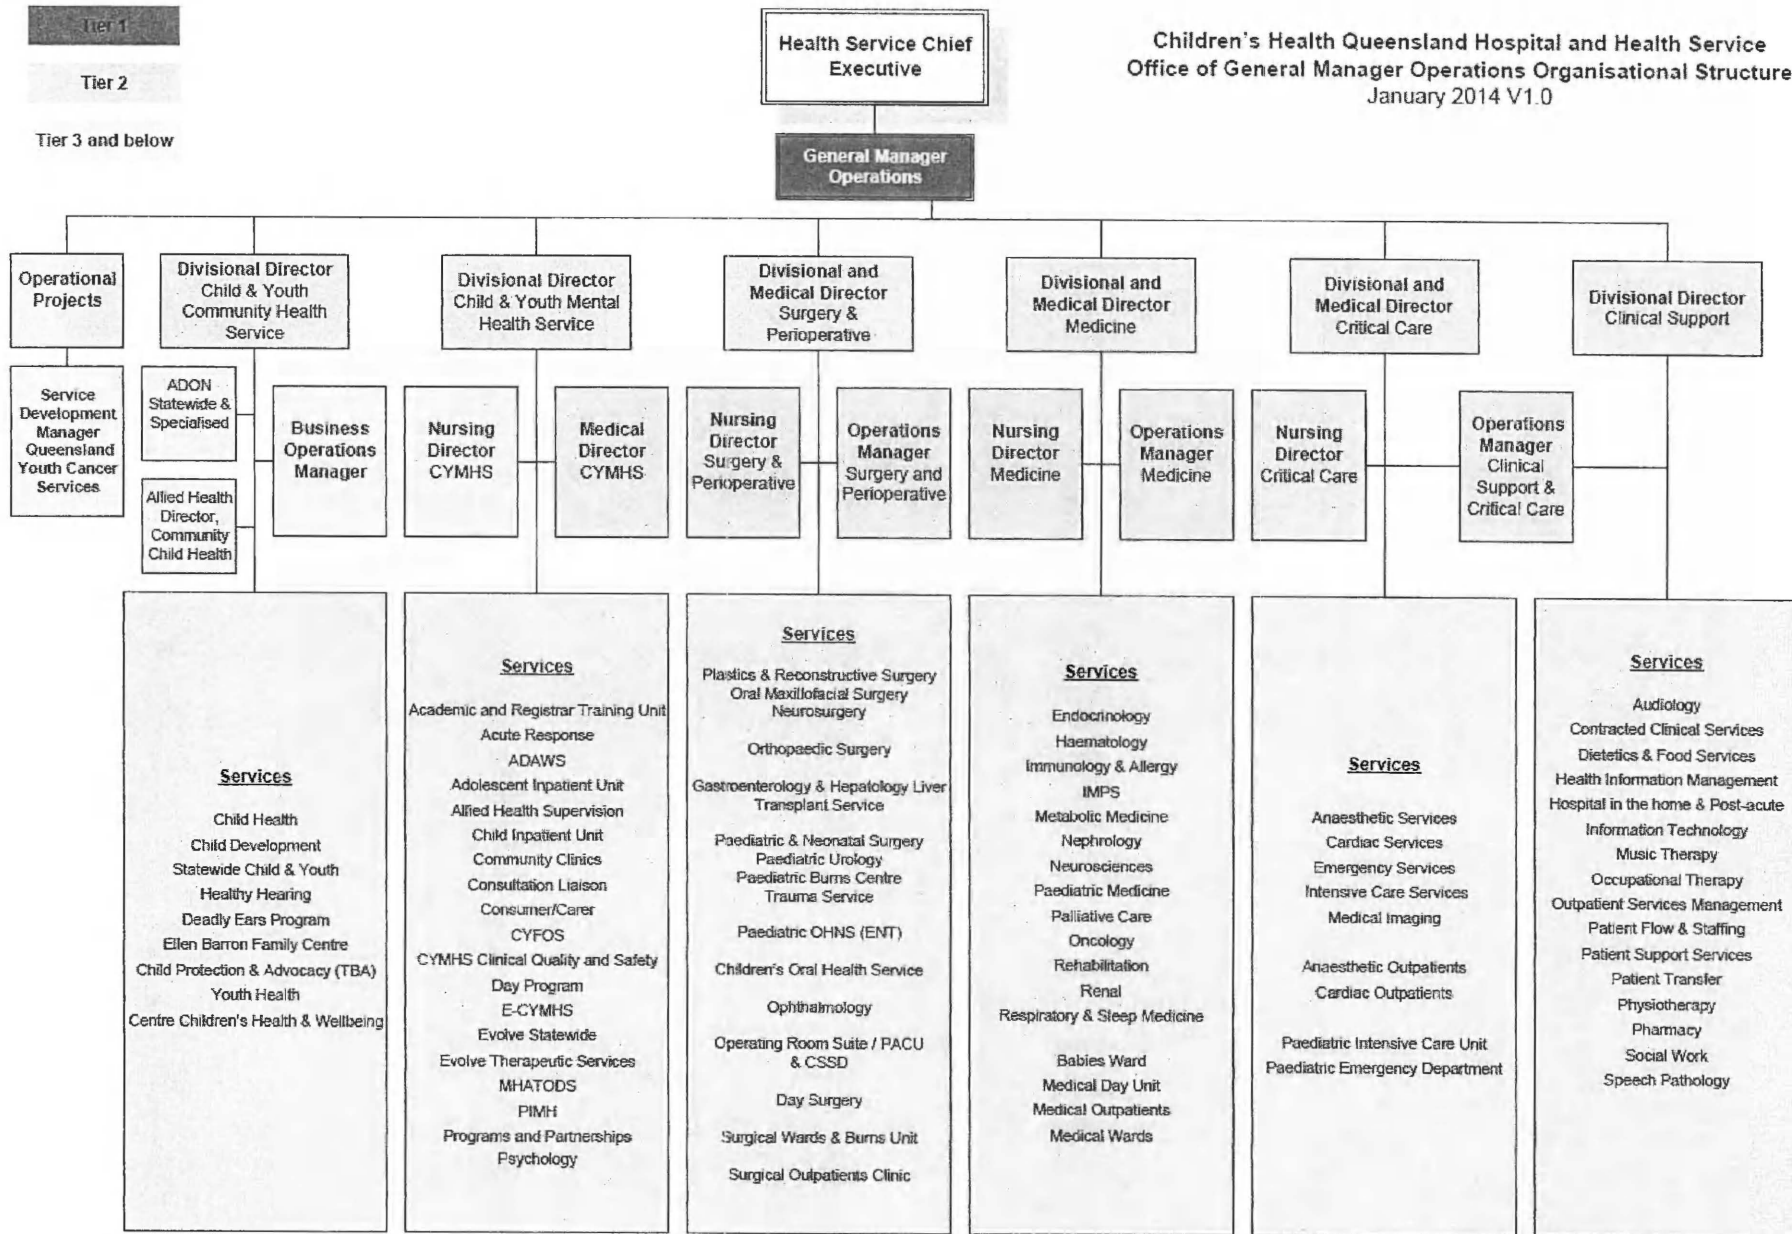 Tier 1
Tier 2
Tier 3 and below
Health Service Chief
Executive
Children's Health Queensland Hospital and Health Service
Office of General Manager Operations Organisational Structure
January 2014 V1.0
General Manager
Operations
Operational
Projects
Divisional Director
Child & Youth
Community Health
Service
Divisional Director
Child & Youth Mental
Health Service
Divisional and
Medical Director
Surgery &
Perioperative
Divisional and
Medical Director
Medicine
Divisional and
Medical Director
Critical Care
Divisional Director
Clinical Support
Service
Development
Manager
Queensland
Youth Cancer
Services
ADON
Statewide &
Specialised
Allied Health
Director,
Community
Child Health
Business
Operations
Manager
Nursing
Director
CYMHS
Medical
Director
CYMHS
Nursing
Director
Surgery &
Perioperative
Operations
Manager
Surgery and
Perioperative
Nursing
Director
Medicine
Operations
Manager
Medicine
Nursing
Director
Critical Care
Operations
Manager
Clinical
Support &
Critical Care
Services
Child Health
Child Development
Statewide Child & Youth
Healthy Hearing
Deadly Ears Program
Ellen Barron Family Centre
Child Protection & Advocacy (TBA)
Youth Health
Centre Children's Health & Wellbeing
Services
Academic and Registrar Training Unit
Acute Response
ADAWS
Adolescent Inpatient Unit
Allied Health Supervision
Child Inpatient Unit
Community Clinics
Consultation Liaison
Consumer/Carer
CYFOS
CYMHS Clinical Quality and Safety
Day Program
E-CYMHS
Evolve Statewide
Evolve Therapeutic Services
MHATODS
PIMH
Programs and Partnerships
Psychology
Services
Plastics & Reconstructive Surgery
Oral Maxillofacial Surgery
Neurosurgery
Orthopaedic Surgery
Gastroenterology & Hepatology Liver
Transplant Service
Paediatric & Neonatal Surgery
Paediatric Urology
Paediatric Burns Centre
Trauma Service
Paediatric OHNS (ENT)
Children's Oral Health Service
Ophthalmology
Operating Room Suite / PACU
& CSSD
Day Surgery
Surgical Wards & Burns Unit
Surgical Outpatients Clinic
Services
Endocrinology
Haematology
Immunology & Allergy
IMPS
Metabolic Medicine
Nephrology
Neurosciences
Paediatric Medicine
Palliative Care
Oncology
Rehabilitation
Renal
Respiratory & Sleep Medicine
Babies Ward
Medical Day Unit
Medical Outpatients
Medical Wards
Services
Anaesthetic Services
Cardiac Services
Emergency Services
Intensive Care Services
Medical Imaging
Anaesthetic Outpatients
Cardiac Outpatients
Paediatric Intensive Care Unit
Paediatric Emergency Department
Services
Audiology
Contracted Clinical Services
Dietetics & Food Services
Health Information Management
Hospital in the home & Post-acute
Information Technology
Music Therapy
Occupational Therapy
Outpatient Services Management
Patient Flow & Staffing
Patient Support Services
Patient Transfer
Physiotherapy
Pharmacy
Social Work
Speech Pathology